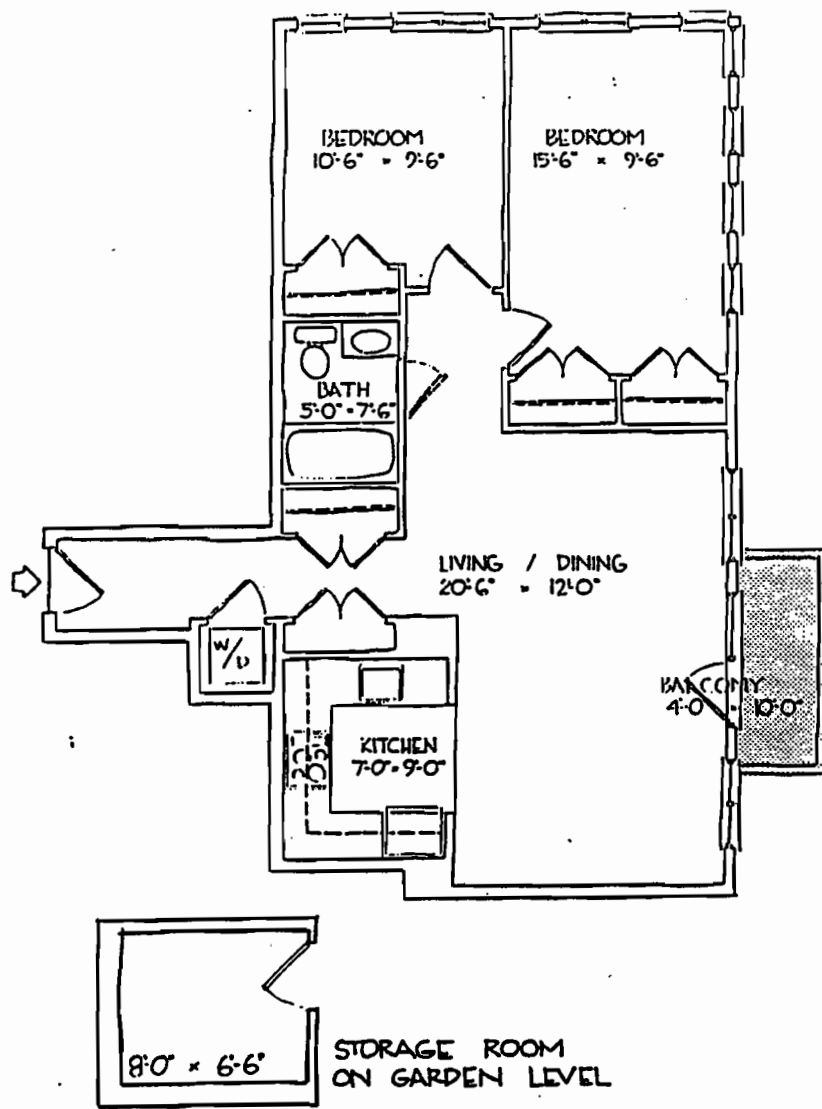 BEDROOM
10'-6" × 9'-6"
BEDROOM
15'-6" × 9'-6"
BATH
5'-0" × 7'-6"
LIVING / DINING
20'-6" × 12'-0"
W/D
BALCONY
4'-0 10'-0"
KITCHEN
7'-0" × 9'-0"
8'-0" × 6'-6"
STORAGE ROOM
ON GARDEN LEVEL